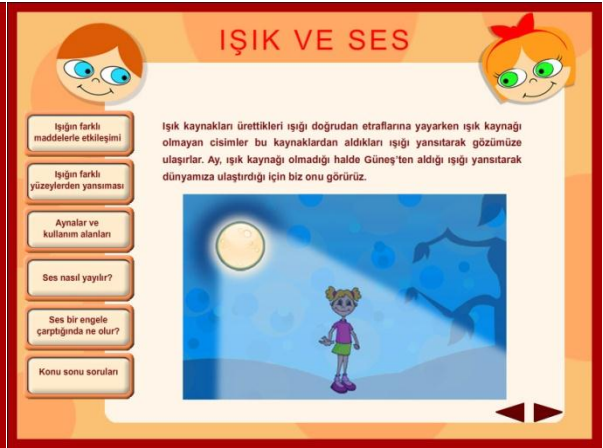 IŞIK VE SES
Işık kaynakları ürettikleri ışığı doğrudan etraflarına yayarken ışık kaynağı
olmayan cisimler bu kaynaklardan aldıkları ışığı yansıtarak gözümüze
ulaşırlar. Ay, ışık kaynağı olmadığı halde Güneş'ten aldığı ışığı yansıtarak
dünyamıza ulaştırdığı için biz onu görürüz.
Işığın farklı
maddelerle etkileşimi
Işığın farklı
yüzeylerden yansıması
Aynalar ve
kullanım alanları
Ses nasıl yayılır?
Ses bir engele
çarptığında ne olur?
Konu sonu soruları